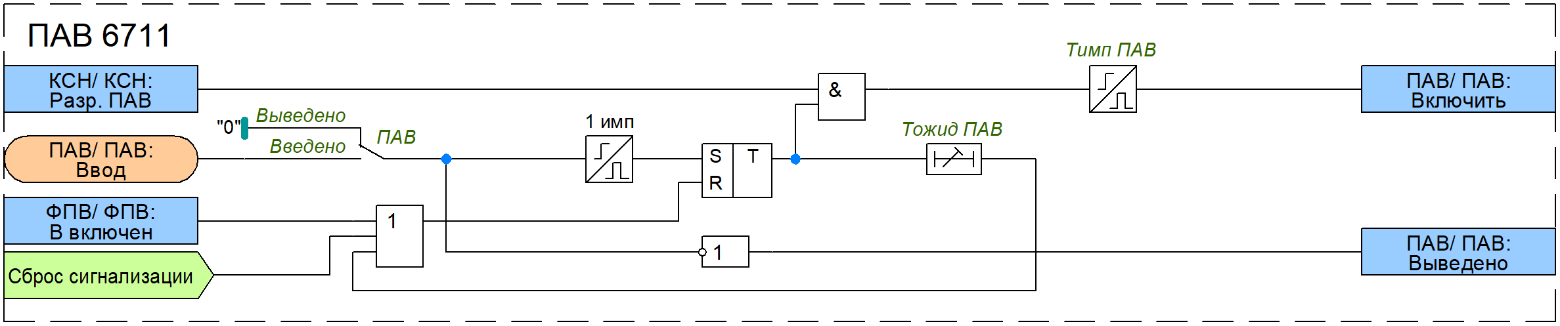 ПАВ 6711
КСН/ КСН:
Разр. ПАВ
"0"
Выведено
Введено
ПАВ
ПАВ/ ПАВ:
Ввод
ФПВ/ ФПВ:
В включен
Сброс сигнализации
1
1 имп
S T
R
1
&
Тожид ПАВ
Тимп ПАВ
ПАВ/ ПАВ:
Включить
ПАВ/ ПАВ:
Выведено